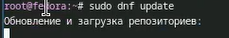 root@fedora:~# sudo dnf update
Обновление и загрузка репозиториев: